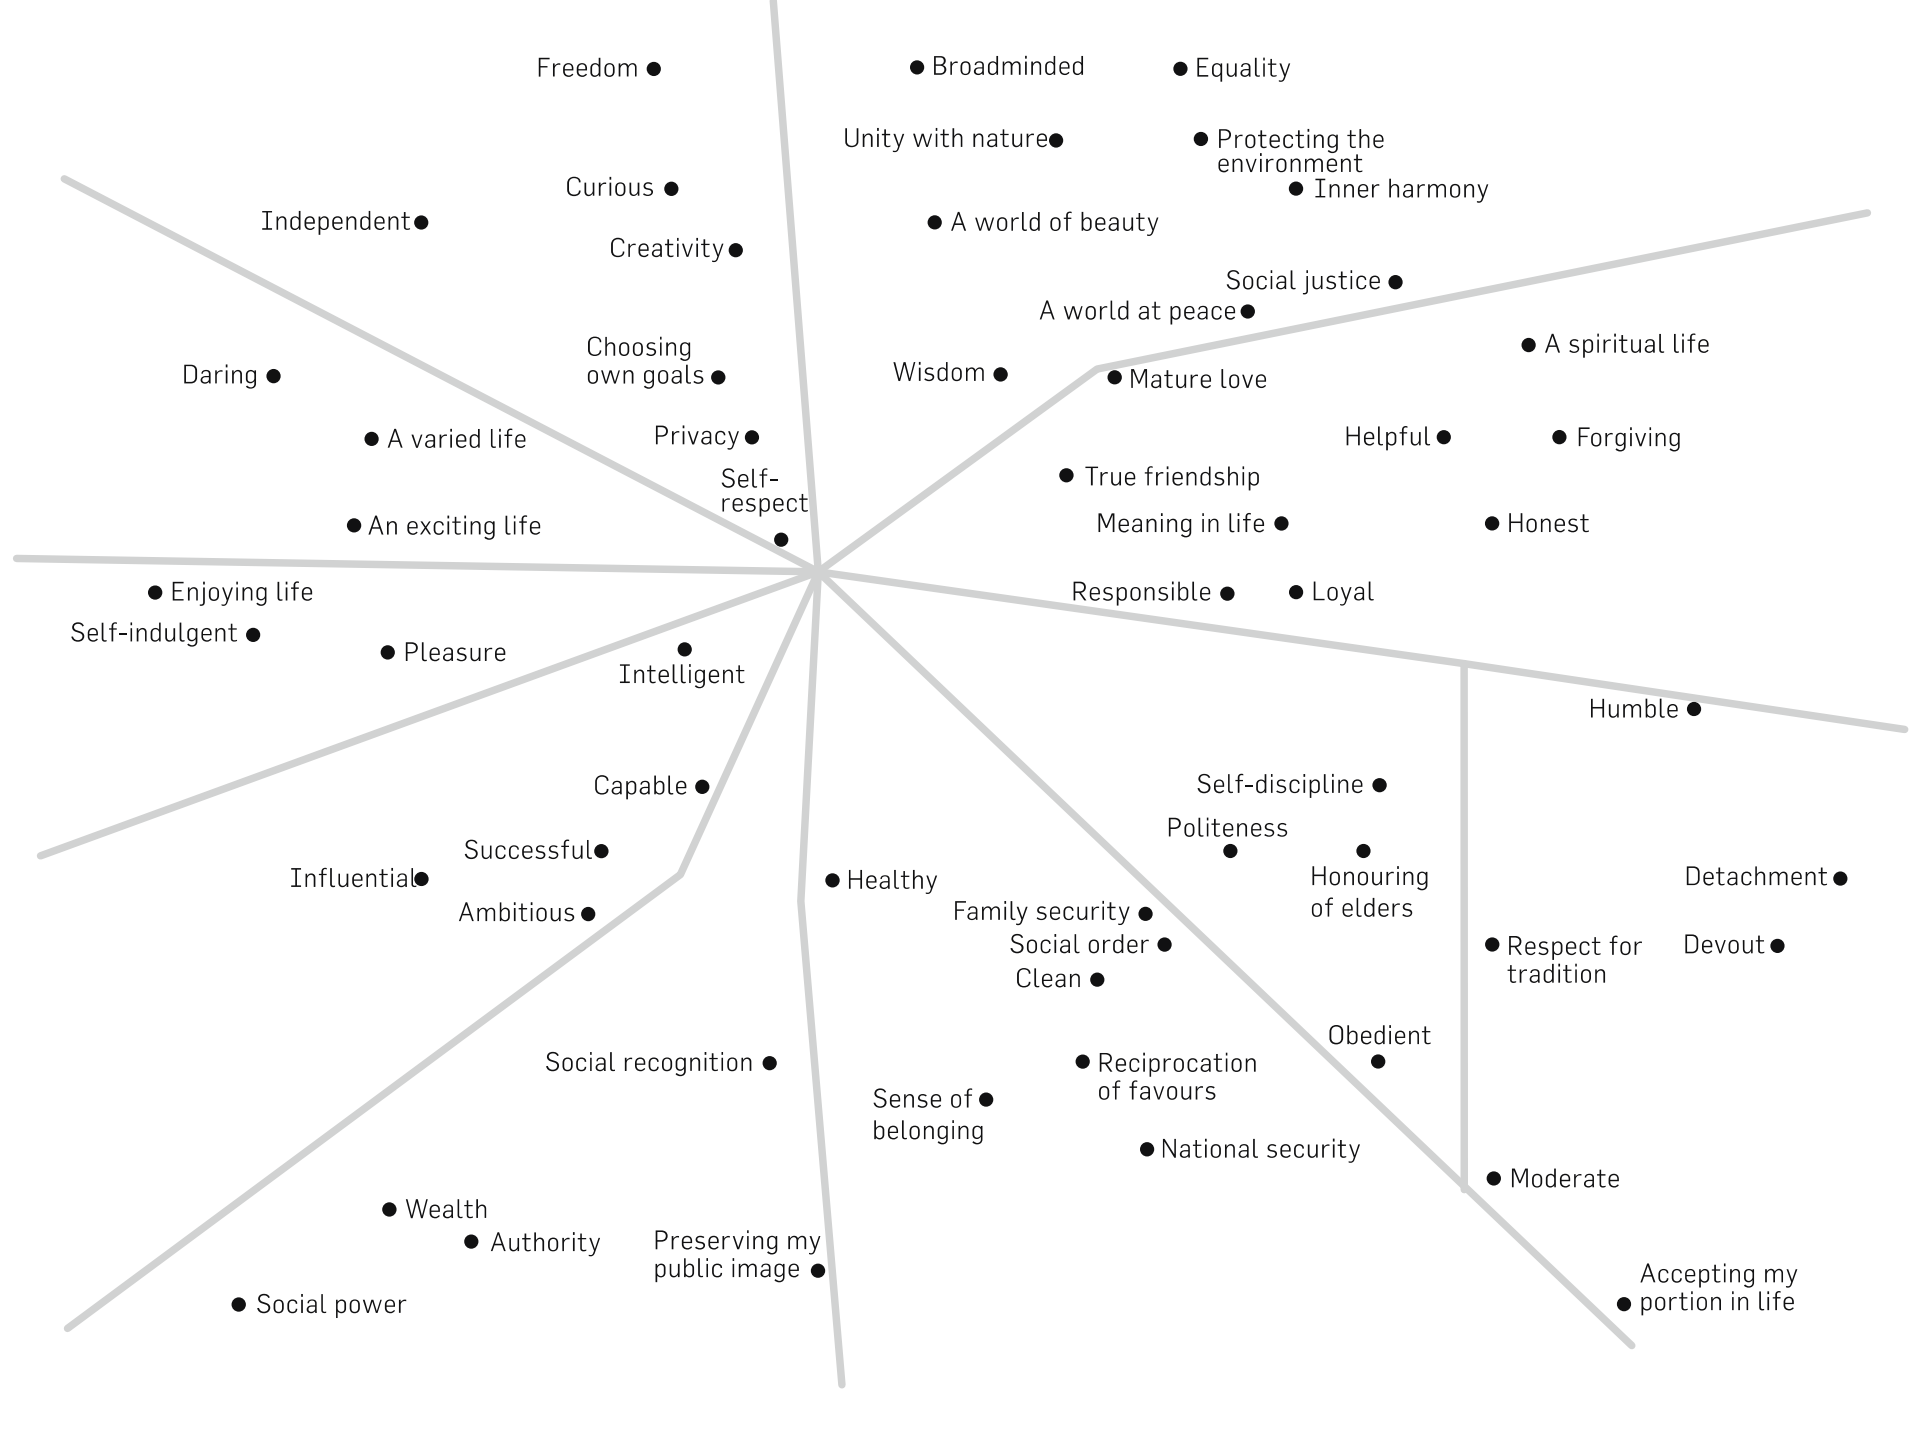 Freedom
Broadminded
Equality
Unity with nature
Protecting the
environment
Curious
Inner harmony
Independent
A world of beauty
Creativity
Social justice
A world at peace
Choosing
own goals
A spiritual life
Daring
Wisdom
Mature love
A varied life
Privacy
Helpful
Forgiving
Self-
respect
True friendship
An exciting life
Meaning in life
Honest
Enjoying life
Responsible
Loyal
Self-indulgent
Pleasure
Intelligent
Humble
Capable
Self-discipline
Politeness
Successful
Influential
Healthy
Honouring
of elders
Detachment
Ambitious
Family security
Social order
Respect for
tradition
Devout
Clean
Obedient
Social recognition
Reciprocation
of favours
Sense of
belonging
National security
Moderate
Wealth
Authority
Preserving my
public image
Accepting my
portion in life
Social power